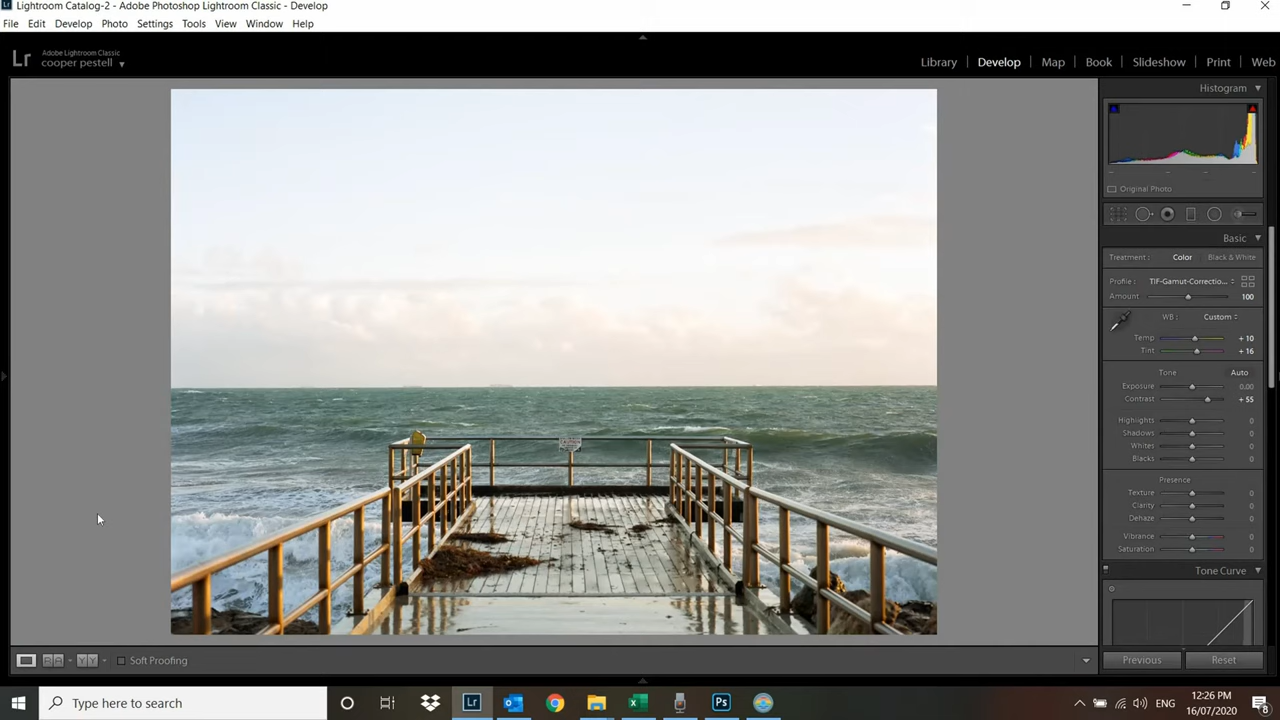 Lightroom Catalog-2 - Adobe Photoshop Lightroom Classic - Develop
File Edit Develop Photo Settings Tools View Window Help
Lr Adobe Lightroom Classic
cooper pestell
Library | Develop | Map | Book | Slideshow | Print | Web
Histogram
Original Photo
Basic
Treatment : Color Black & White
Profile : TIF-Gamut-Correctio...
Amount 100
WB : Custom
Temp + 10
Tint + 16
Tone Auto
Exposure 0.00
Contrast + 55
Highlights 0
Shadows 0
Whites 0
Blacks 0
Presence
Texture 0
Clarity 0
Dehaze 0
Vibrance 0
Saturation 0
Tone Curve
Soft Proofing
Previous Reset
Type here to search
Lr Ps
ENG
12:26 PM
16/07/2020
8